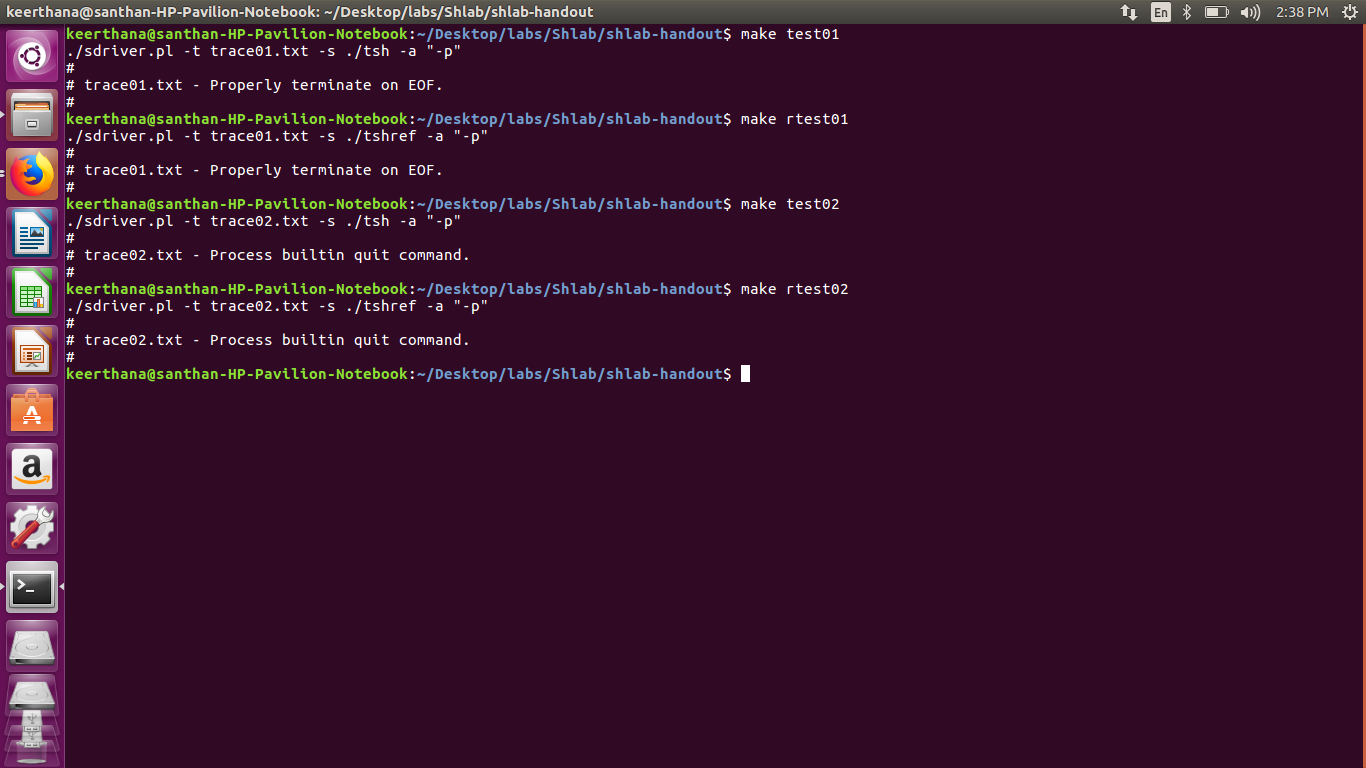 keerthana@santhan-HP-Pavilion-Notebook: ~/Desktop/labs/Shlab/shlab-handout
En
2:38 PM
keerthana@santhan-HP-Pavilion-Notebook:~/Desktop/labs/Shlab/shlab-handout$ make test01
./sdriver.pl -t trace01.txt -s ./tsh -a "-p"
#
# trace01.txt - Properly terminate on EOF.
#
keerthana@santhan-HP-Pavilion-Notebook:~/Desktop/labs/Shlab/shlab-handout$ make rtest01
./sdriver.pl -t trace01.txt -s ./tshref -a "-p"
#
# trace01.txt - Properly terminate on EOF.
#
keerthana@santhan-HP-Pavilion-Notebook:~/Desktop/labs/Shlab/shlab-handout$ make test02
./sdriver.pl -t trace02.txt -s ./tsh -a "-p"
#
# trace02.txt - Process builtin quit command.
#
keerthana@santhan-HP-Pavilion-Notebook:~/Desktop/labs/Shlab/shlab-handout$ make rtest02
./sdriver.pl -t trace02.txt -s ./tshref -a "-p"
#
# trace02.txt - Process builtin quit command.
#
keerthana@santhan-HP-Pavilion-Notebook:~/Desktop/labs/Shlab/shlab-handout$